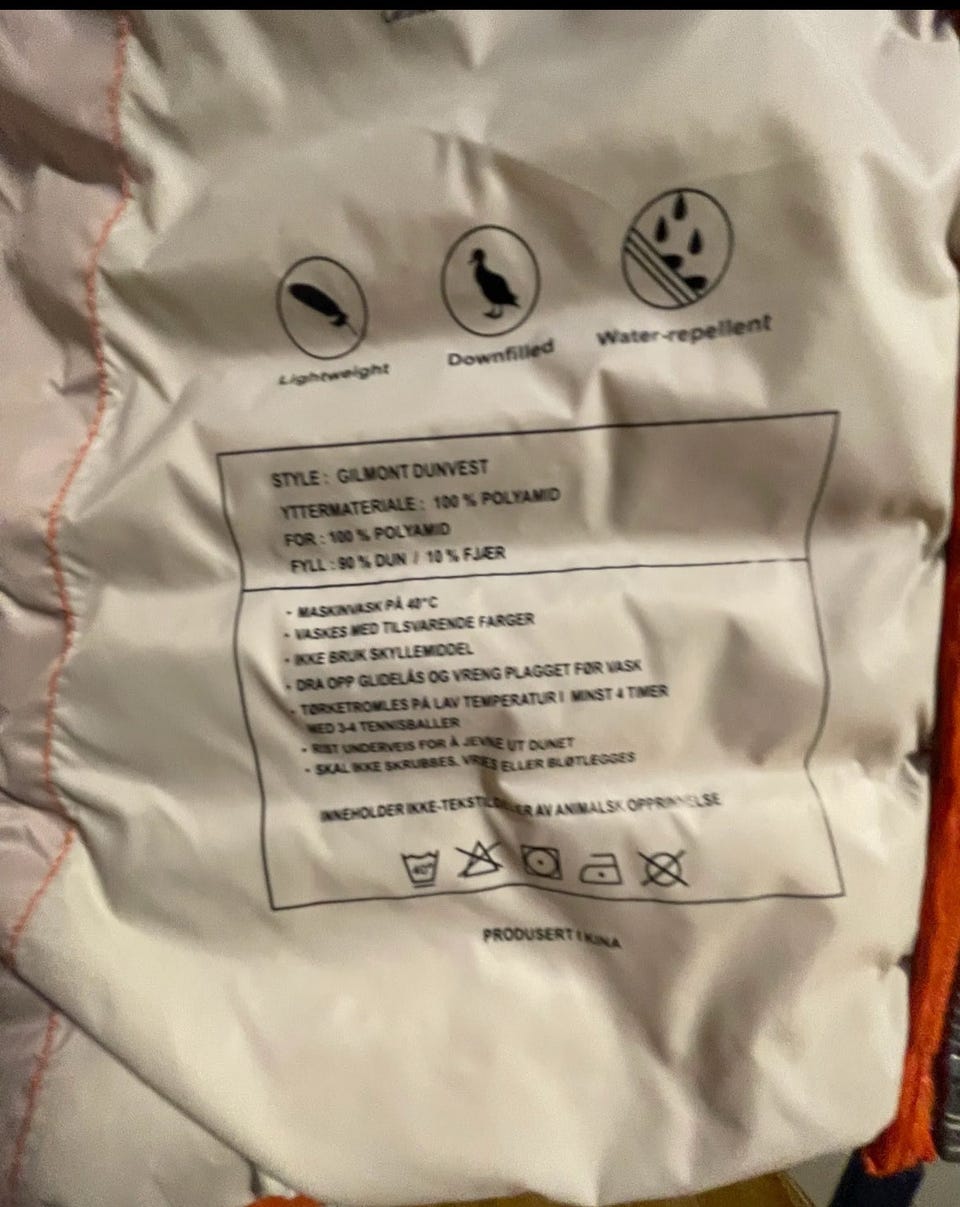 Lightweight
Downfilled
Water-repellent
STYLE : GILMONT DUNVEST
YTTERMATERIALE : 100 % POLYAMID
FOR : 100 % POLYAMID
FYLL : 90 % DUN / 10 % FJÆR
- MASKINVASK PÅ 40°C
- VASKES MED TILSVARENDE FARGER
- IKKE BRUK SKYLLEMIDDEL
- DRA OPP GLIDELÅS OG VRENG PLAGGET FØR VASK
- TØRKETROMLES PÅ LAV TEMPERATUR I MINST 4 TIMER
MED 3-4 TENNISBALLER
- RIST UNDERVEIS FOR Å JEVNE UT DUNET
- SKAL IKKE SKRUBBES, VRIES ELLER BLØTLEGGES
INNEHOLDER IKKE-TEKSTILE DELER AV ANIMALSK OPPRINNELSE
40°
PRODUSERT I KINA